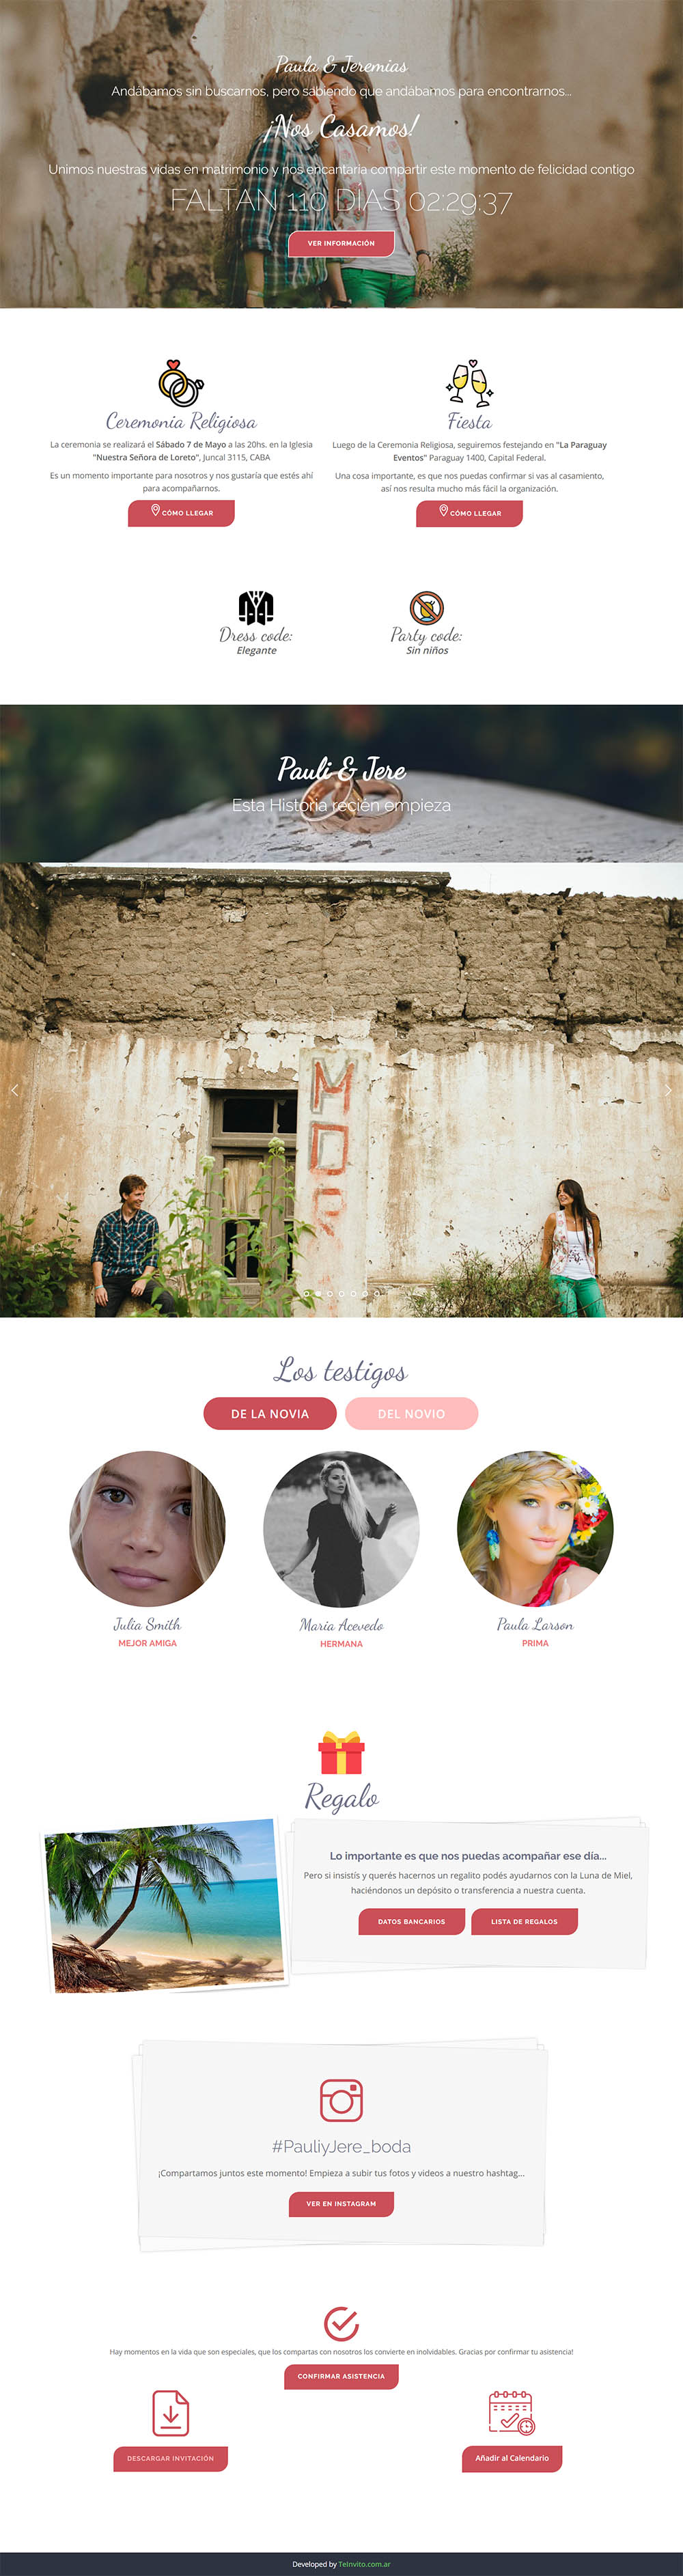 Paula & Jeremias
Andábamos sin buscarnos, pero sabiendo que andábamos para encontrarnos...
¡Nos Casamos!
Unimos nuestras vidas en matrimonio y nos encantaria compartir este momento de felicidad contigo
FALTAN 110 DIAS 02:29:37
VER INFORMACIÓN
Ceremonia Religiosa
La ceremonia se realizará el Sábado 7 de Mayo a las 20hs. en la Iglesia
"Nuestra Señora de Loreto", Juncal 3115, CABA
Es un momento importante para nosotros y nos gustaría que estés ahí
para acompañarnos.
CÓMO LLEGAR
Fiesta
Luego de la Ceremonia Religiosa, seguiremos festejando en "La Paraguay
Eventos" Paraguay 1400, Capital Federal.
Una cosa importante, es que nos puedas confirmar si vas al casamiento,
así nos resulta mucho más fácil la organización.
CÓMO LLEGAR
Dress code:
Elegante
Party code:
Sin niños
Pauli & Jere
Esta Historia recién empieza
Los testigos
DE LA NOVIA
DEL NOVIO
Julia Smith
MEJOR AMIGA
Maria Acevedo
HERMANA
Paula Larson
PRIMA
Regalo
Lo importante es que nos puedas acompañar ese día...
Pero si insistís y querés hacernos un regalito podés ayudarnos con la Luna de Miel,
haciéndonos un depósito o transferencia a nuestra cuenta.
DATOS BANCARIOS
LISTA DE REGALOS
#PauliyJere_boda
¡Compartamos juntos este momento! Empieza a subir tus fotos y videos a nuestro hashtag...
VER EN INSTAGRAM
Hay momentos en la vida que son especiales, que los compartas con nosotros los convierte en inolvidables. Gracias por confirmar tu asistencia!
CONFIRMAR ASISTENCIA
DESCARGAR INVITACIÓN
Añadir al Calendario
Developed by TeInvito.com.ar